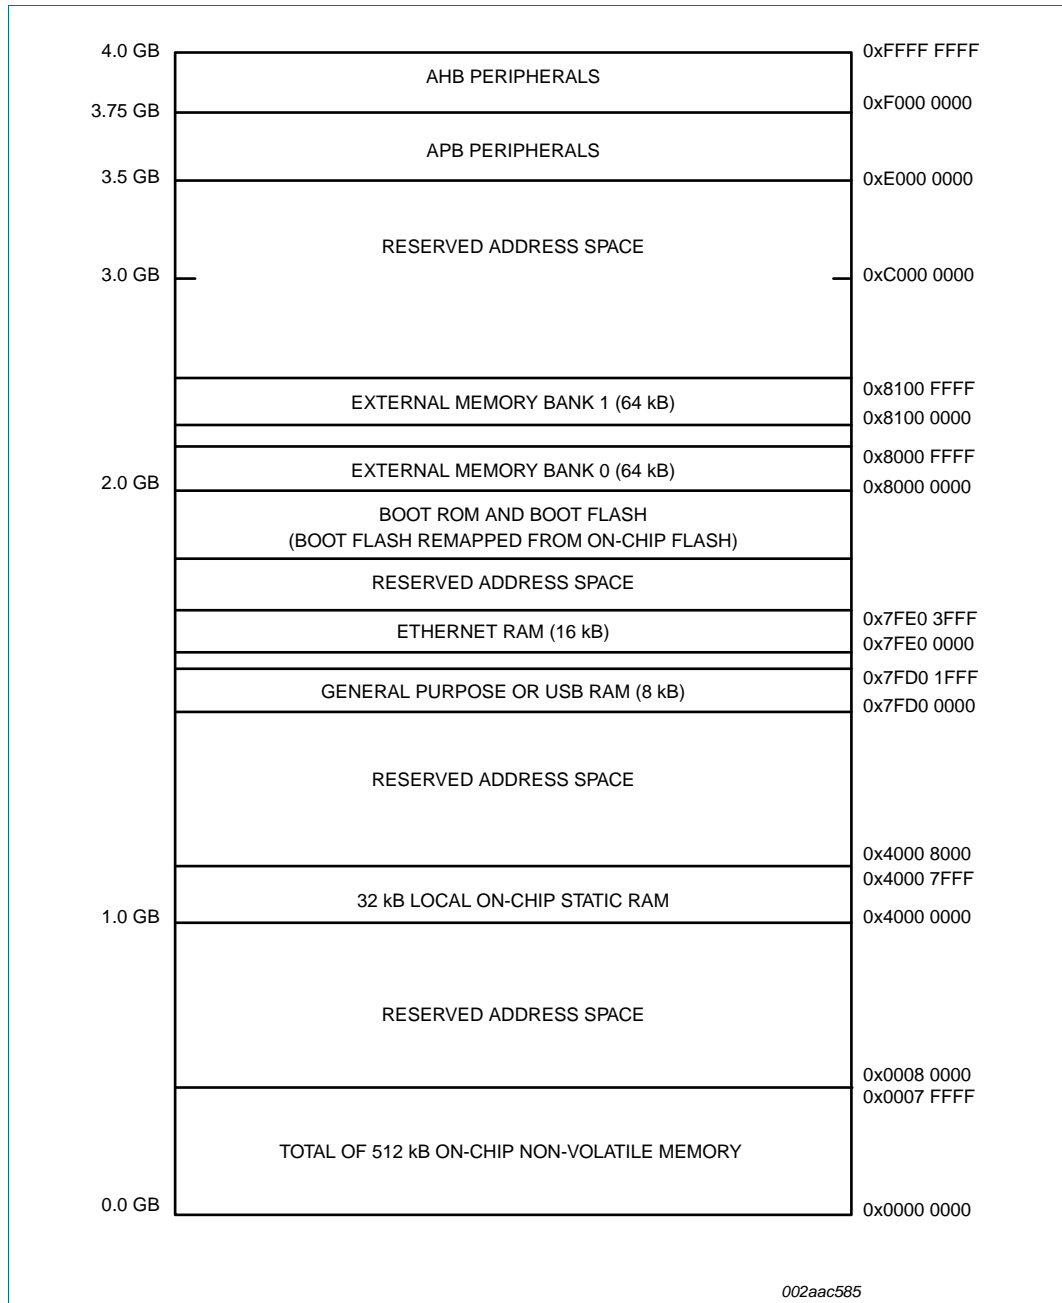 4.0 GB 0xFFFF FFFF
AHB PERIPHERALS
3.75 GB 0xF000 0000
APB PERIPHERALS
3.5 GB 0xE000 0000
RESERVED ADDRESS SPACE
3.0 GB 0xC000 0000
0x8100 FFFF
EXTERNAL MEMORY BANK 1 (64 kB)
0x8100 0000
0x8000 FFFF
EXTERNAL MEMORY BANK 0 (64 kB)
2.0 GB 0x8000 0000
BOOT ROM AND BOOT FLASH
(BOOT FLASH REMAPPED FROM ON-CHIP FLASH)
RESERVED ADDRESS SPACE
0x7FE0 3FFF
ETHERNET RAM (16 kB)
0x7FE0 0000
0x7FD0 1FFF
GENERAL PURPOSE OR USB RAM (8 kB)
0x7FD0 0000
RESERVED ADDRESS SPACE
0x4000 8000
0x4000 7FFF
32 kB LOCAL ON-CHIP STATIC RAM
1.0 GB 0x4000 0000
RESERVED ADDRESS SPACE
0x0008 0000
0x0007 FFFF
TOTAL OF 512 kB ON-CHIP NON-VOLATILE MEMORY
0.0 GB 0x0000 0000
002aac585